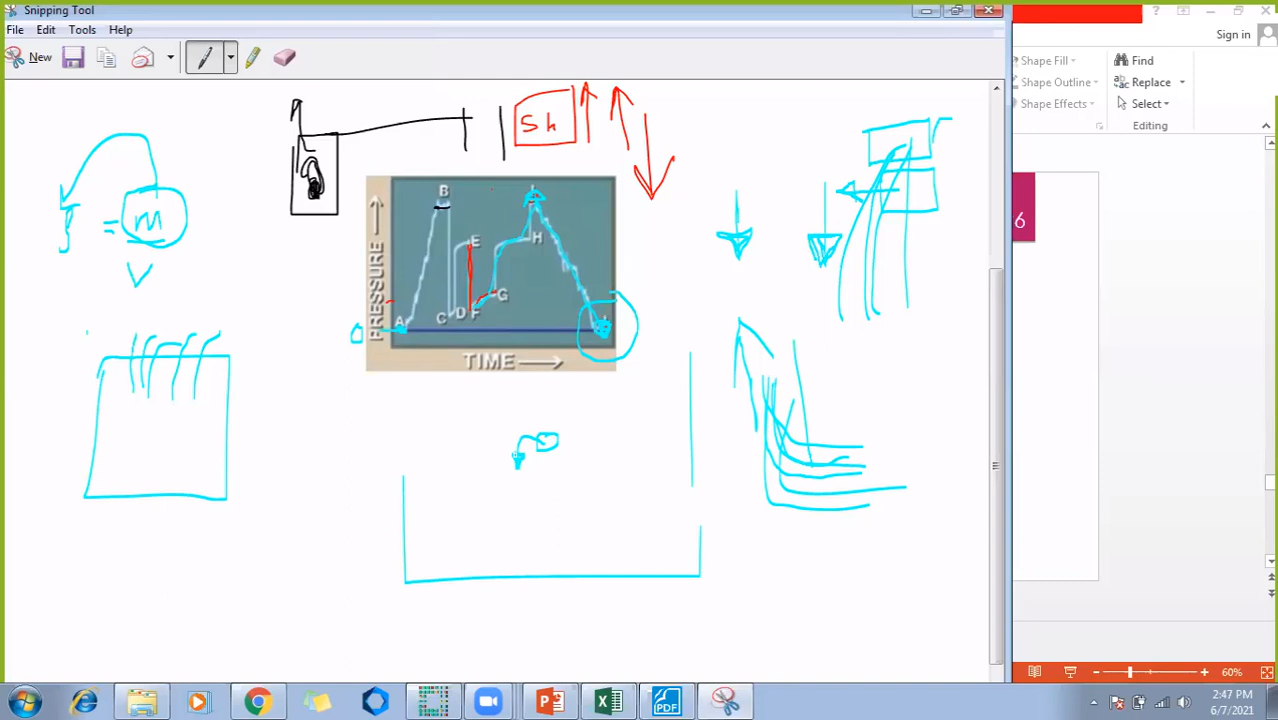 Snipping Tool
File Edit Tools Help
Sign in
New
Shape Fill
Shape Outline
Shape Effects
Find
Replace
Select
Editing
Sh
6
= m
V
PRESSURE
B
E
H
G
A
C
D
F
0
TIME
60%
2:47 PM
6/7/2021